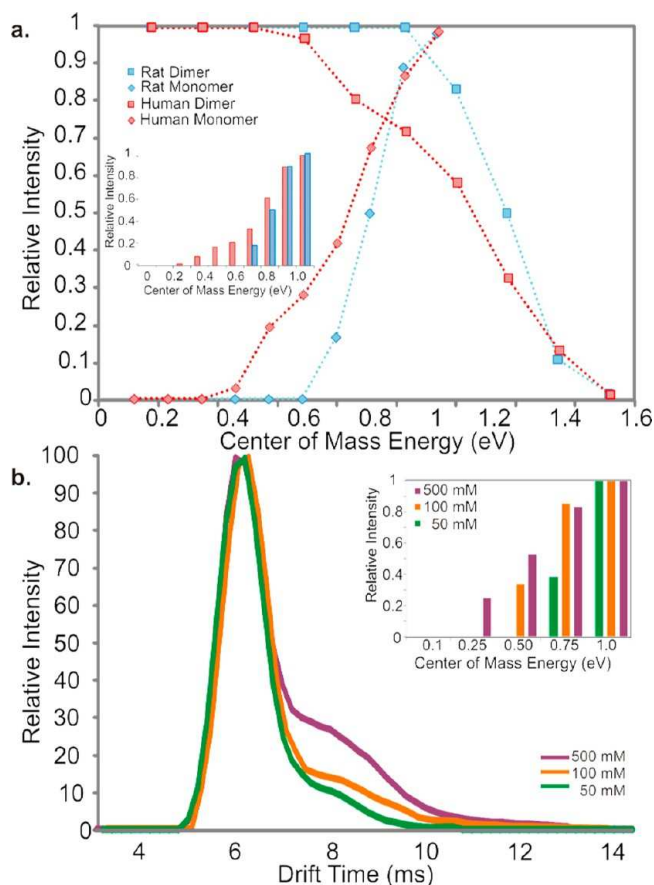 a.
1
0.9
0.8
0.7
0.6
0.5
0.4
0.3
0.2
0.1
0
Relative Intensity
Rat Dimer
Rat Monomer
Human Dimer
Human Monomer
1
0.8
0.6
0.4
0.2
0
Relative Intensity
0 0.2 0.4 0.6 0.8 1.0
Center of Mass Energy (eV)
0 0.2 0.4 0.6 0.8 1 1.2 1.4 1.6
Center of Mass Energy (eV)
b.
100
90
80
70
60
50
40
30
20
10
0
Relative Intensity
1
0.8
0.6
0.4
0.2
0
Relative Intensity
500 mM
100 mM
50 mM
0.1 0.25 0.50 0.75 1.0
Center of Mass Energy (eV)
500 mM
100 mM
50 mM
4 6 8 10 12 14
Drift Time (ms)